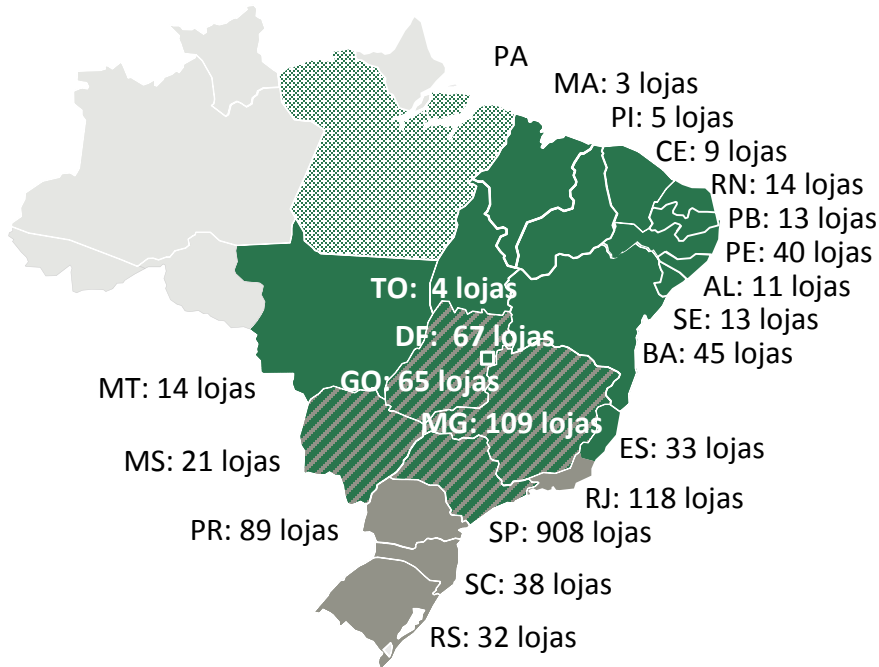 PA
MA: 3 lojas
PI: 5 lojas
CE: 9 lojas
RN: 14 lojas
PB: 13 lojas
PE: 40 lojas
AL: 11 lojas
SE: 13 lojas
BA: 45 lojas
TO: 4 lojas
DF: 67 lojas
GO: 65 lojas
MT: 14 lojas
MG: 109 lojas
ES: 33 lojas
MS: 21 lojas
RJ: 118 lojas
PR: 89 lojas
SP: 908 lojas
SC: 38 lojas
RS: 32 lojas